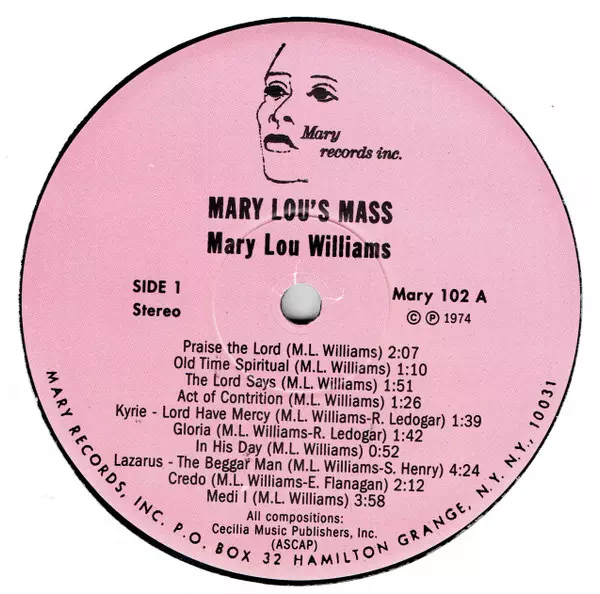 Mary
records inc.
MARY LOU'S MASS
Mary Lou Williams
SIDE 1
Stereo
Mary 102 A
© ℗ 1974
Praise the Lord (M.L. Williams) 2:07
Old Time Spiritual (M.L. Williams) 1:10
The Lord Says (M.L. Williams) 1:51
Act of Contrition (M.L. Williams) 1:26
Kyrie - Lord Have Mercy (M.L. Williams-R. Ledogar) 1:39
Gloria (M.L. Williams-R. Ledogar) 1:42
In His Day (M.L. Williams) 0:52
Lazarus - The Beggar Man (M.L. Williams-S. Henry) 4:24
Credo (M.L. Williams-E. Flanagan) 2:12
Medi I (M.L. Williams) 3:58
All compositions:
Cecilia Music Publishers, Inc.
(ASCAP)
MARY RECORDS, INC. P.O. BOX 32 HAMILTON GRANGE, N.Y. N.Y., 10031